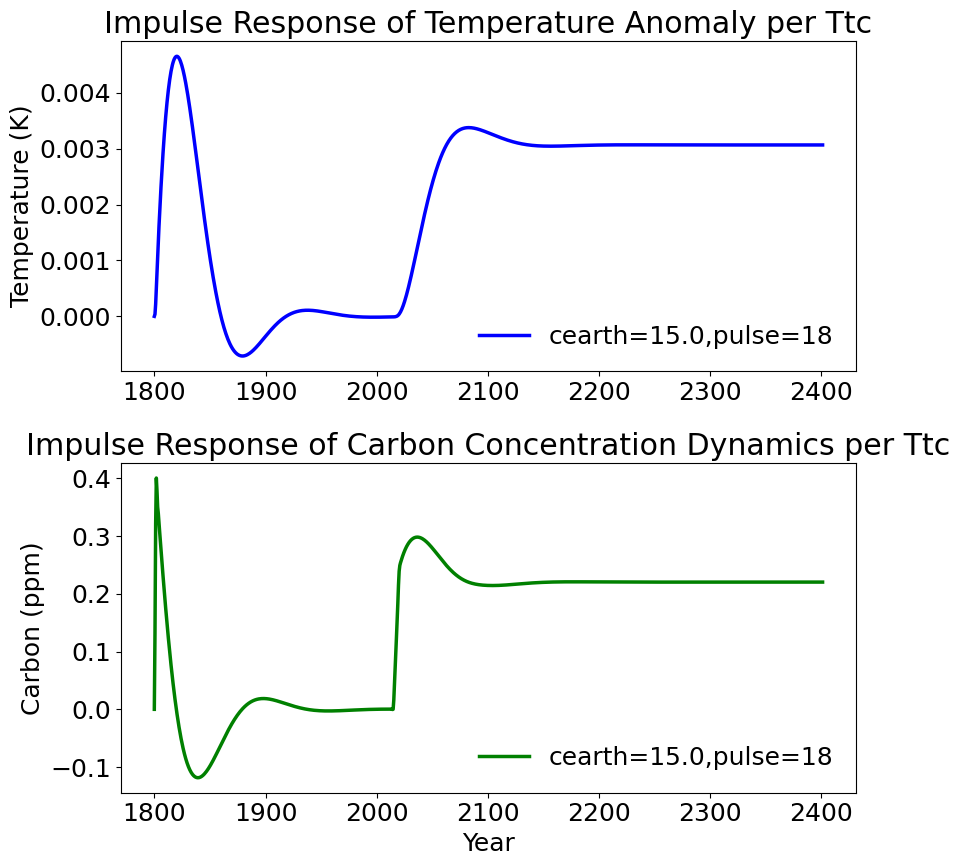 Impulse Response of Temperature Anomaly per Ttc
Temperature (K)
0.004
0.003
0.002
0.001
0.000
cearth=15.0,pulse=18
1800 1900 2000 2100 2200 2300 2400
Impulse Response of Carbon Concentration Dynamics per Ttc
Carbon (ppm)
0.4
0.3
0.2
0.1
0.0
−0.1
cearth=15.0,pulse=18
1800 1900 2000 2100 2200 2300 2400
Year